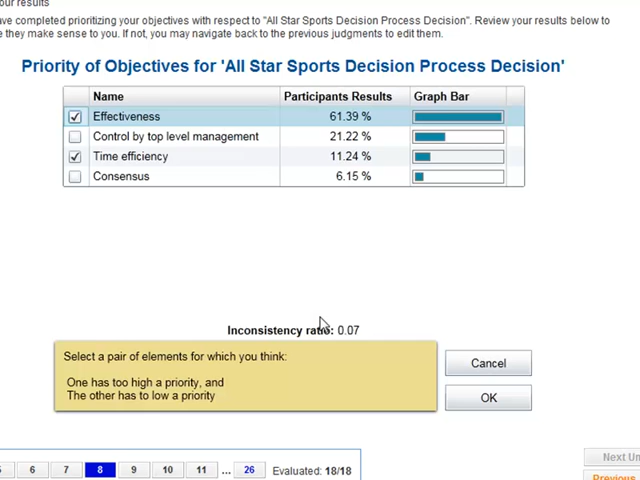 our results
ve completed prioritizing your objectives with respect to "All Star Sports Decision Process Decision". Review your results below to
e they make sense to you. If not, you may navigate back to the previous judgments to edit them.
Priority of Objectives for 'All Star Sports Decision Process Decision'
Name Participants Results Graph Bar
Effectiveness 61.39 %
Control by top level management 21.22 %
Time efficiency 11.24 %
Consensus 6.15 %
Inconsistency ratio: 0.07
Select a pair of elements for which you think:
One has too high a priority, and
The other has to low a priority
Cancel
OK
6 7 8 9 10 11 ... 26 Evaluated: 18/18
Next Un
Previous